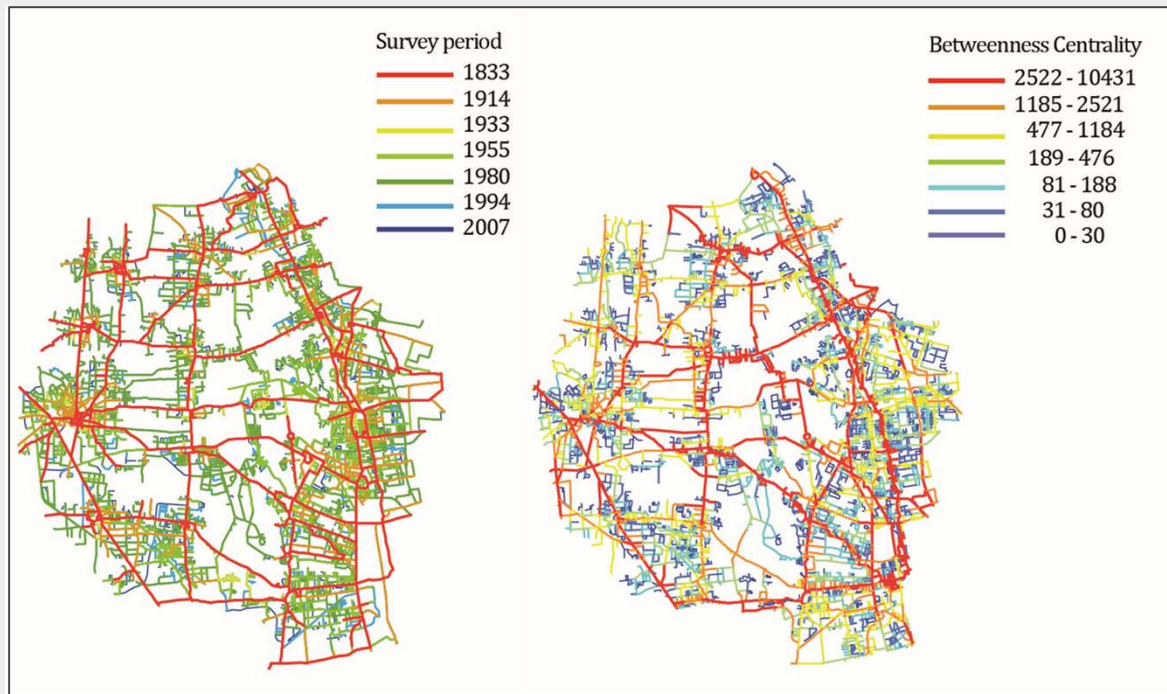 Survey period
1833
1914
1933
1955
1980
1994
2007
Betweenness Centrality
2522 - 10431
1185 - 2521
477 - 1184
189 - 476
81 - 188
31 - 80
0 - 30